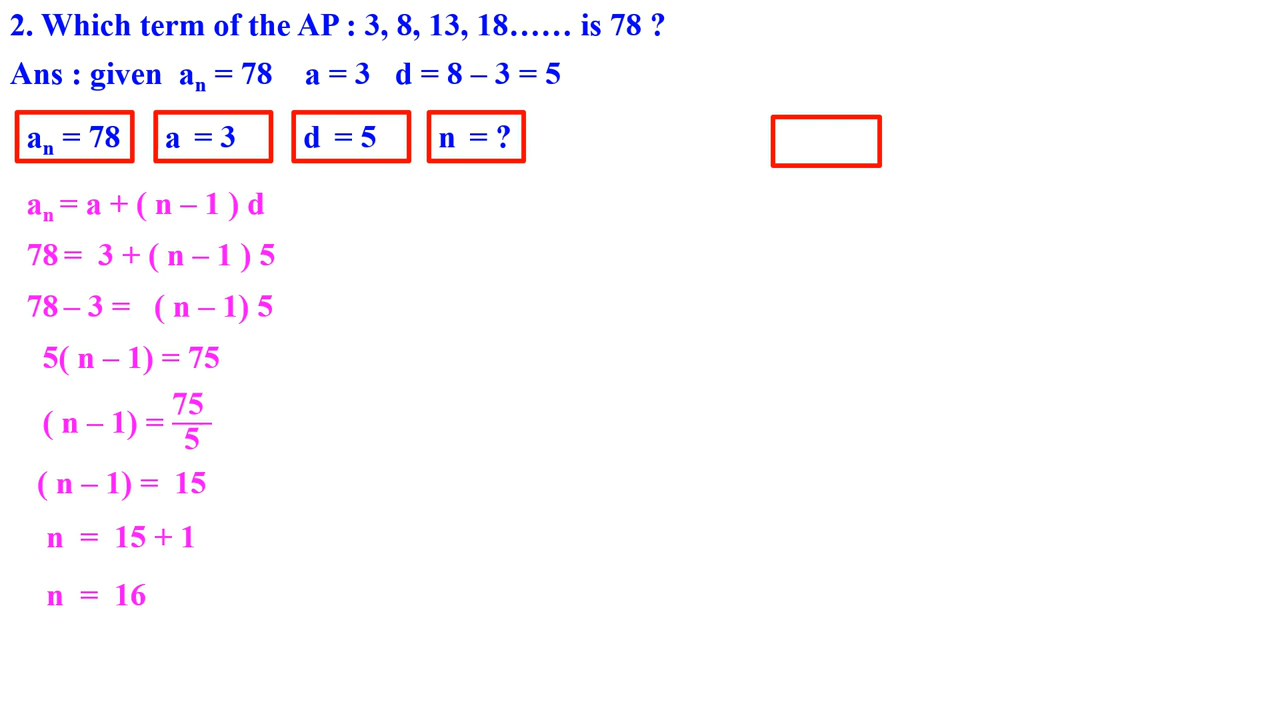 2. Which term of the AP : 3, 8, 13, 18…… is 78 ?
Ans : given aₙ = 78 a = 3 d = 8 – 3 = 5
aₙ = 78 a = 3 d = 5 n = ?
aₙ = a + ( n – 1 ) d
78 = 3 + ( n – 1 ) 5
78 – 3 = ( n – 1) 5
5( n – 1) = 75
( n – 1) = 75/5
( n – 1) = 15
n = 15 + 1
n = 16